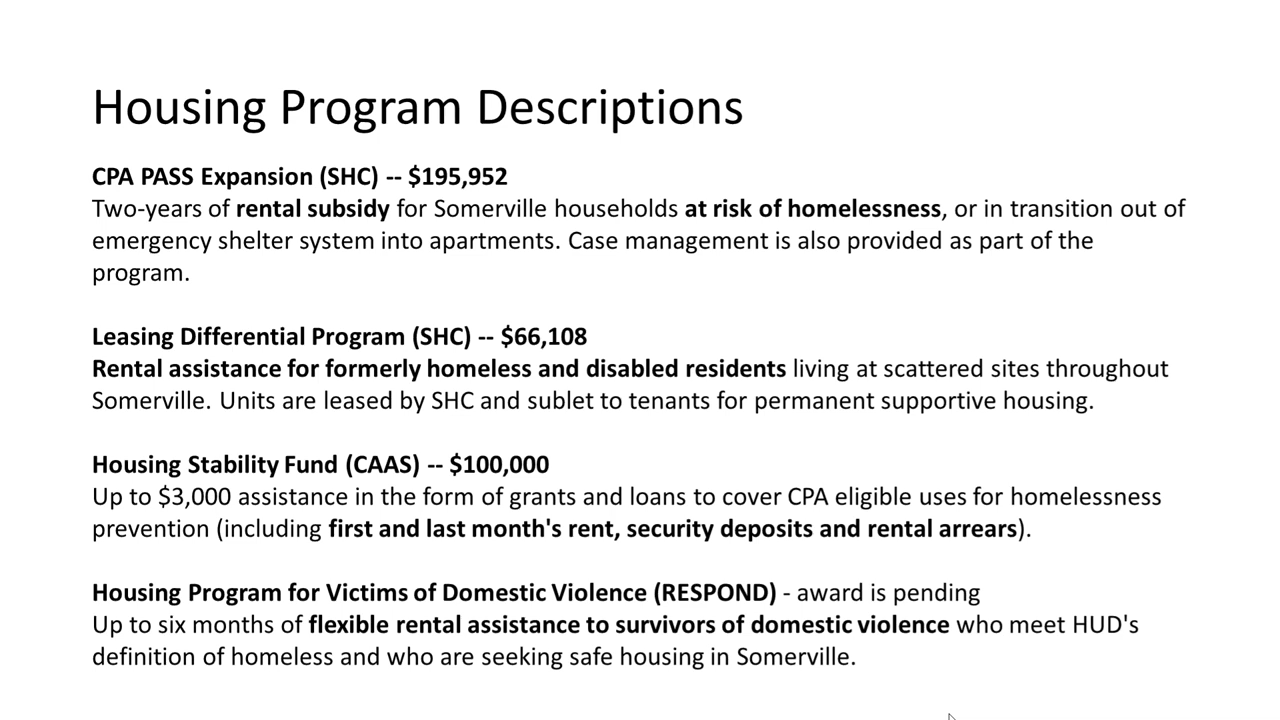 Housing Program Descriptions
CPA PASS Expansion (SHC) -- $195,952
Two-years of rental subsidy for Somerville households at risk of homelessness, or in transition out of
emergency shelter system into apartments. Case management is also provided as part of the
program.
Leasing Differential Program (SHC) -- $66,108
Rental assistance for formerly homeless and disabled residents living at scattered sites throughout
Somerville. Units are leased by SHC and sublet to tenants for permanent supportive housing.
Housing Stability Fund (CAAS) -- $100,000
Up to $3,000 assistance in the form of grants and loans to cover CPA eligible uses for homelessness
prevention (including first and last month's rent, security deposits and rental arrears).
Housing Program for Victims of Domestic Violence (RESPOND) - award is pending
Up to six months of flexible rental assistance to survivors of domestic violence who meet HUD's
definition of homeless and who are seeking safe housing in Somerville.